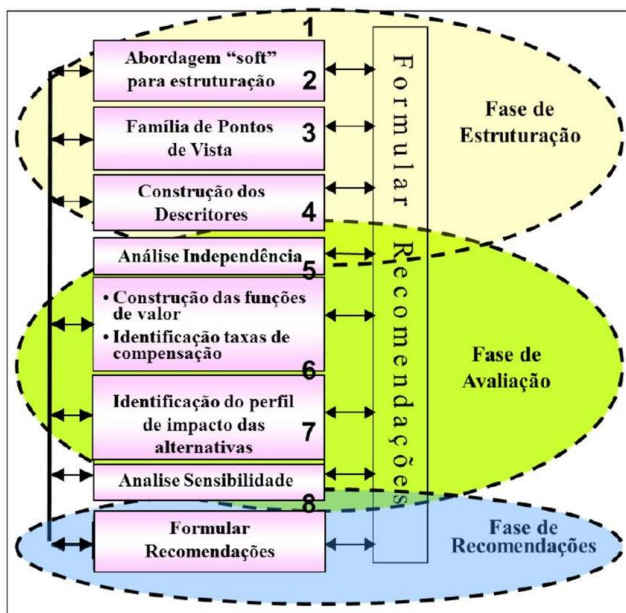 1
Abordagem “soft”
para estruturação
2
Família de Pontos
de Vista
3
Construção dos
Descritores
4
Análise Independência
5
• Construção das funções
de valor
• Identificação taxas de
compensação
6
Identificação do perfil
de impacto das
alternativas
7
Analise Sensibilidade
8
Formular
Recomendações
Formular Recomendações
Fase de
Estruturação
Fase de
Avaliação
Fase de
Recomendações